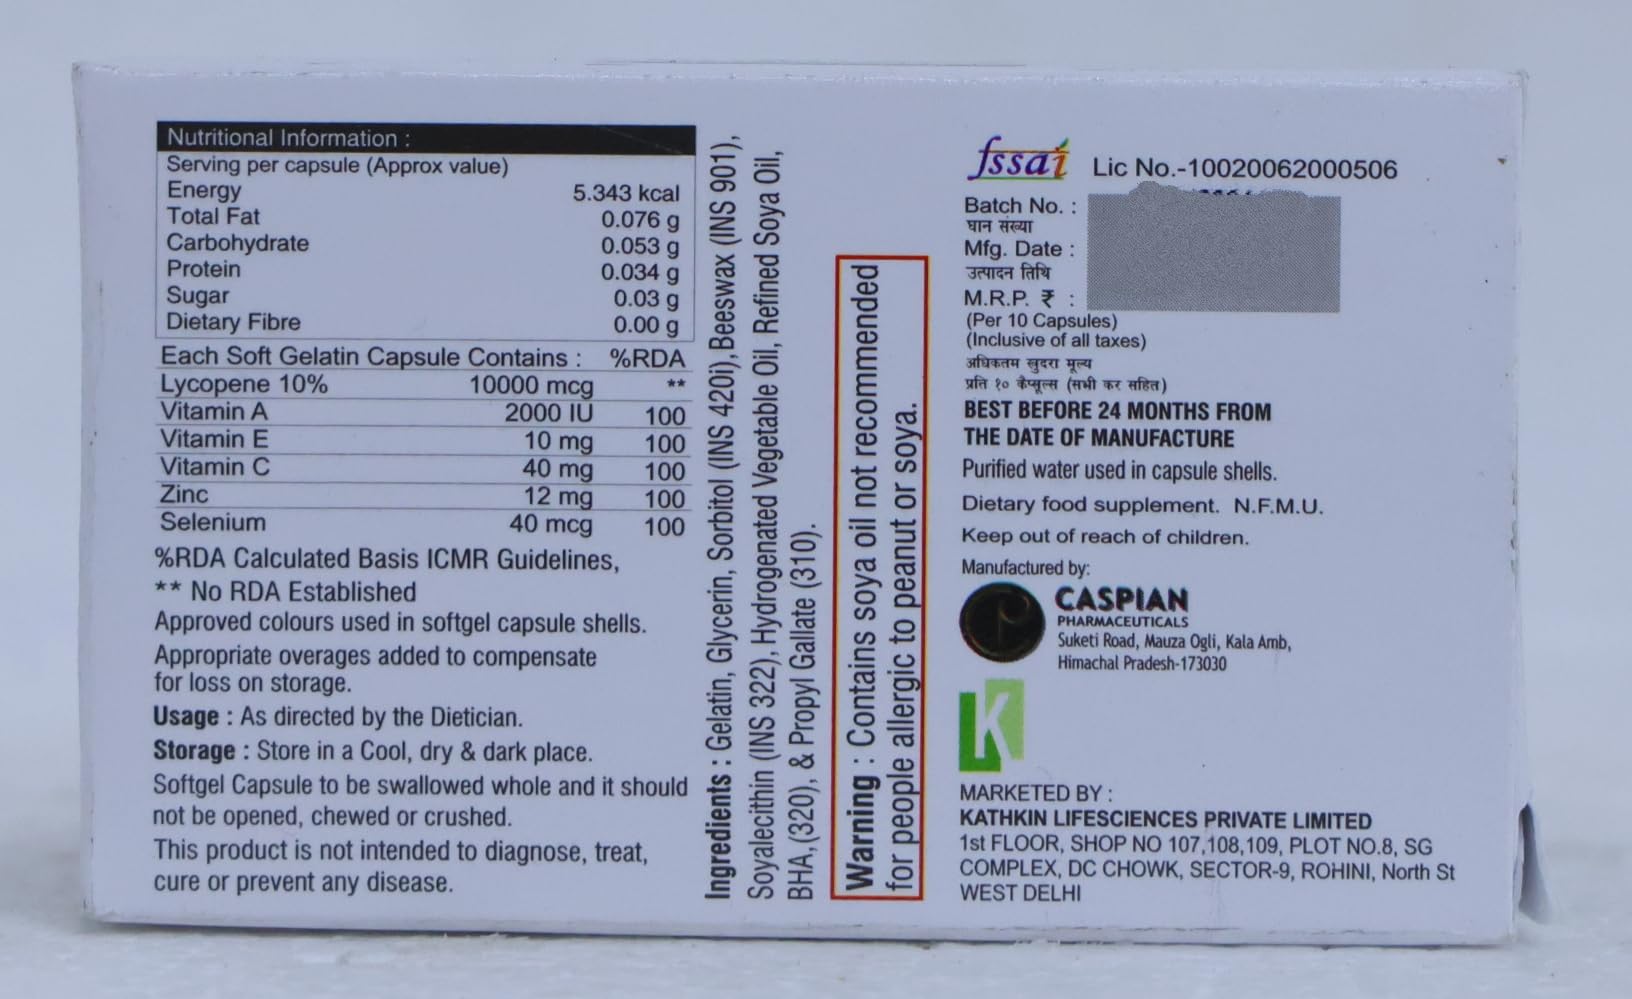 Nutritional Information :
Serving per capsule (Approx value)
Energy 5.343 kcal
Total Fat 0.076 g
Carbohydrate 0.053 g
Protein 0.034 g
Sugar 0.03 g
Dietary Fibre 0.00 g
Each Soft Gelatin Capsule Contains : %RDA
Lycopene 10% 10000 mcg **
Vitamin A 2000 IU 100
Vitamin E 10 mg 100
Vitamin C 40 mg 100
Zinc 12 mg 100
Selenium 40 mcg 100
%RDA Calculated Basis ICMR Guidelines,
** No RDA Established
Approved colours used in softgel capsule shells.
Appropriate overages added to compensate
for loss on storage.
Usage : As directed by the Dietician.
Storage : Store in a Cool, dry & dark place.
Softgel Capsule to be swallowed whole and it should
not be opened, chewed or crushed.
This product is not intended to diagnose, treat,
cure or prevent any disease.
Ingredients : Gelatin, Glycerin, Sorbitol (INS 420i), Beeswax (INS 901),
Soyalecithin (INS 322), Hydrogenated Vegetable Oil, Refined Soya Oil,
BHA, (320), & Propyl Gallate (310).
Warning : Contains soya oil not recommended
for people allergic to peanut or soya.
fssai Lic No.-10020062000506
Batch No. :
घान संख्या
Mfg. Date :
उत्पादन तिथि
M.R.P. ₹ :
(Per 10 Capsules)
(Inclusive of all taxes)
अधिकतम खुदरा मूल्य
प्रति १० कैप्सूल्स (सभी कर सहित)
BEST BEFORE 24 MONTHS FROM
THE DATE OF MANUFACTURE
Purified water used in capsule shells.
Dietary food supplement. N.F.M.U.
Keep out of reach of children.
Manufactured by:
CASPIAN
PHARMACEUTICALS
Suketi Road, Mauza Ogli, Kala Amb,
Himachal Pradesh-173030
K
MARKETED BY :
KATHKIN LIFESCIENCES PRIVATE LIMITED
1st FLOOR, SHOP NO 107,108,109, PLOT NO.8, SG
COMPLEX, DC CHOWK, SECTOR-9, ROHINI, North St
WEST DELHI